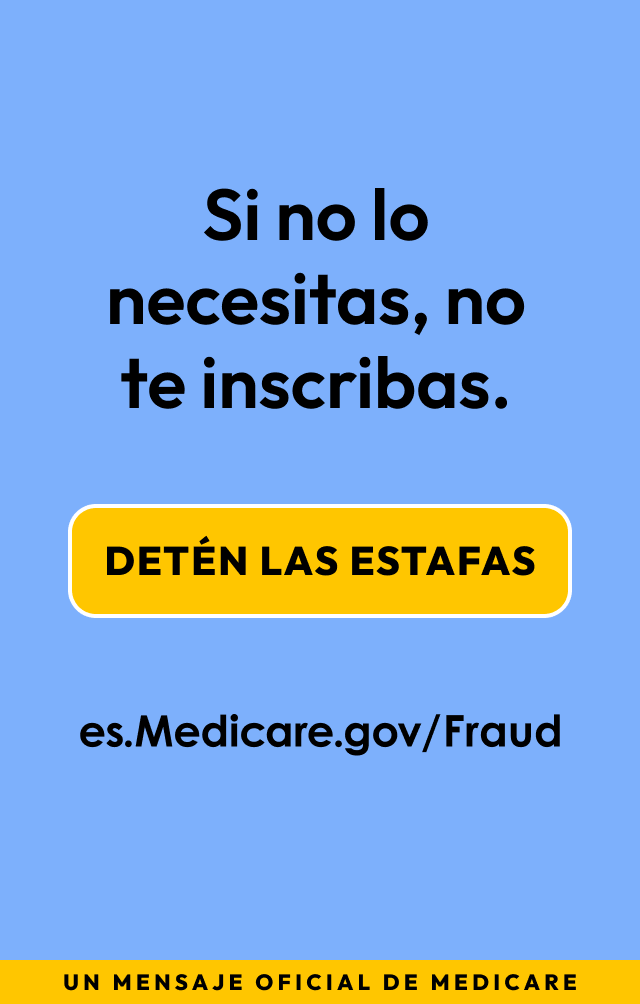 Si no lo
necesitas, no
te inscribas.
DETÉN LAS ESTAFAS
es.Medicare.gov/Fraud
UN MENSAJE OFICIAL DE MEDICARE